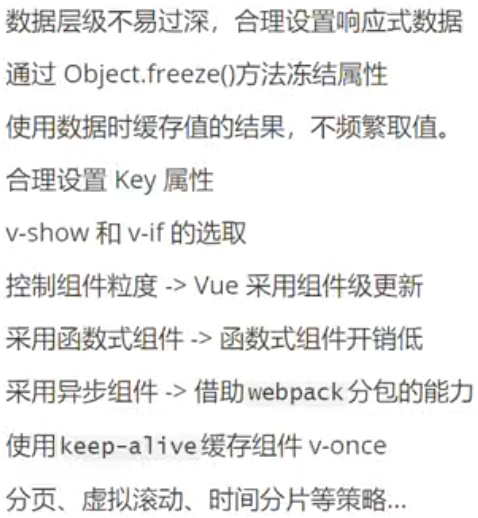 数据层级不易过深，合理设置响应式数据
通过 Object.freeze()方法冻结属性
使用数据时缓存值的结果，不频繁取值。
合理设置 Key 属性
v-show 和 v-if 的选取
控制组件粒度 -> Vue 采用组件级更新
采用函数式组件 -> 函数式组件开销低
采用异步组件 -> 借助webpack分包的能力
使用keep-alive缓存组件 v-once
分页、虚拟滚动、时间分片等策略...